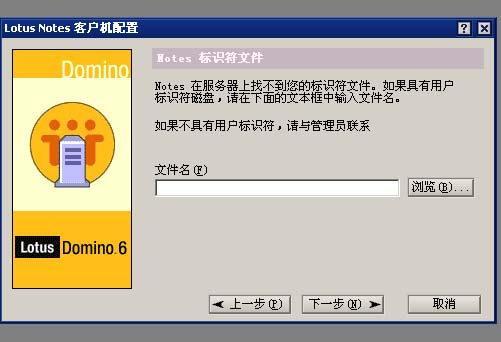 Lotus Notes 客户机配置
Domino
Notes 标识符文件
Notes 在服务器上找不到您的标识符文件。如果具有用户
标识符磁盘，请在下面的文本框中输入文件名。
如果不具有用户标识符，请与管理员联系
文件名(F)
浏览(B)...
Lotus Domino.6
上一步(P)
下一步(N)
取消